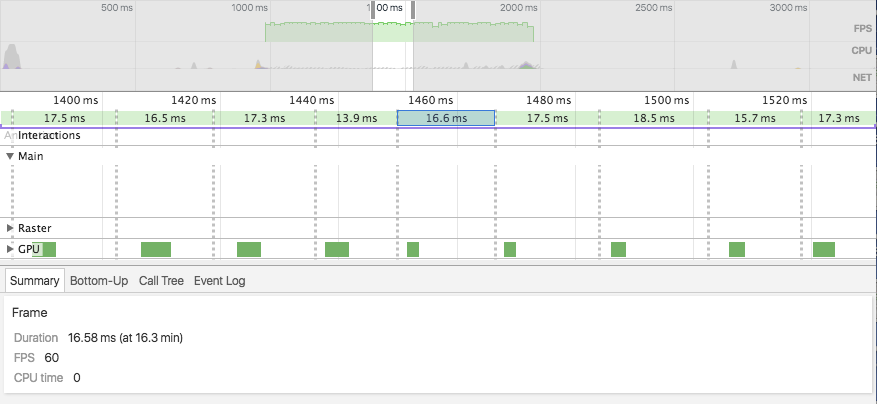 500 ms 1000 ms 00 ms 2000 ms 2500 ms 3000 ms
FPS
CPU
NET
1400 ms 1420 ms 1440 ms 1460 ms 1480 ms 1500 ms 1520 ms
17.5 ms 16.5 ms 17.3 ms 13.9 ms 16.6 ms 17.5 ms 18.5 ms 15.7 ms 17.3 ms
Interactions
Main
Raster
GPU
Summary Bottom-Up Call Tree Event Log
Frame
Duration 16.58 ms (at 16.3 min)
FPS 60
CPU time 0